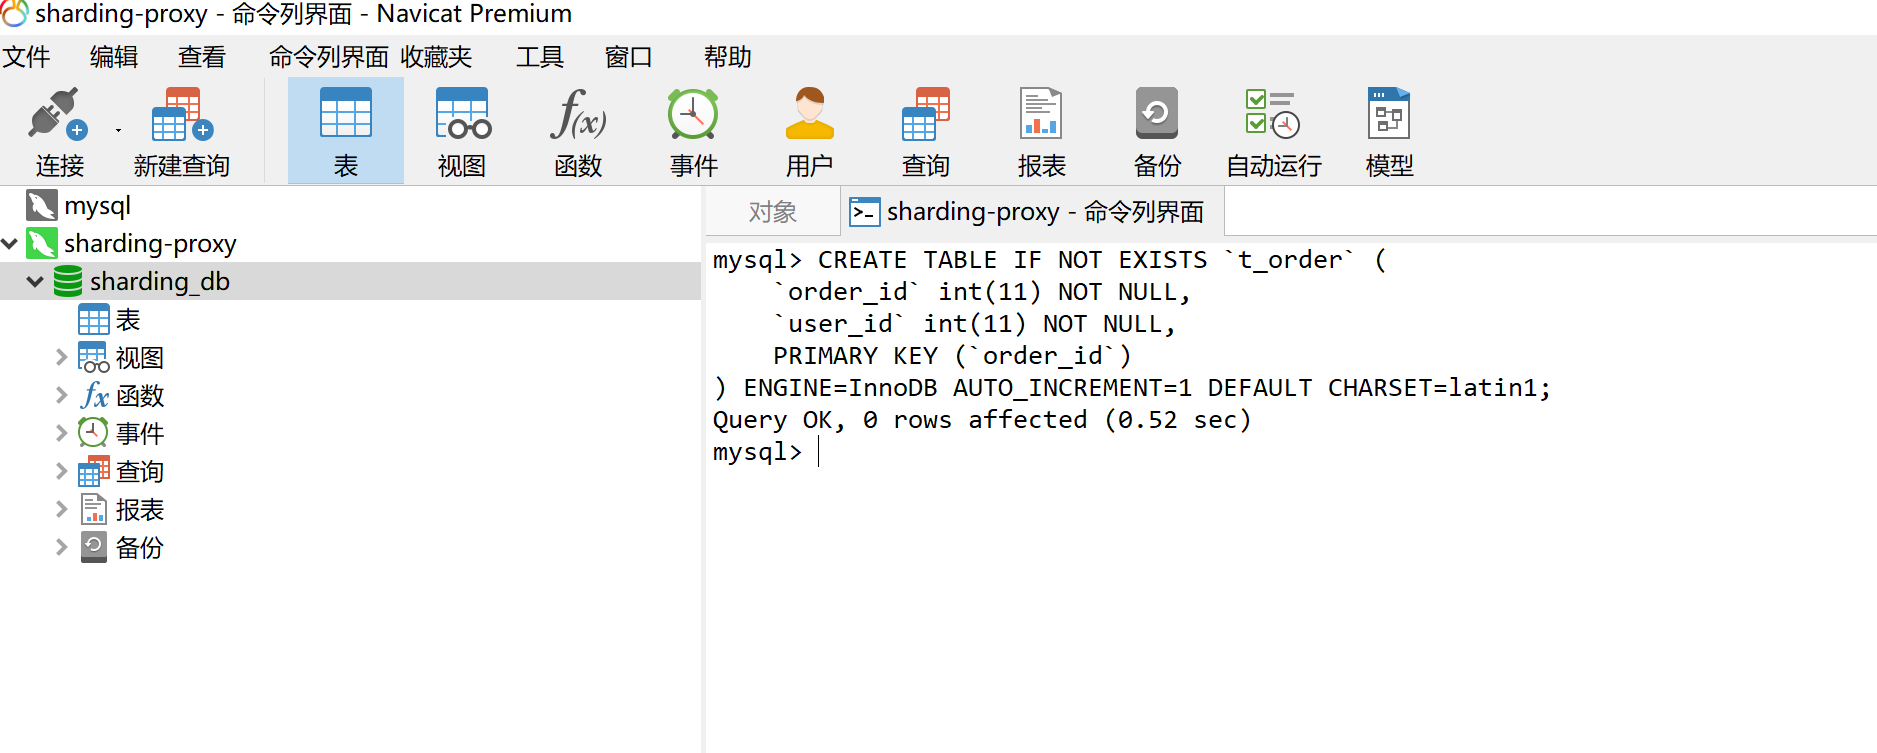 sharding-proxy - 命令列界面 - Navicat Premium
文件 编辑 查看 命令列界面 收藏夹 工具 窗口 帮助
连接 新建查询 表 视图 函数 事件 用户 查询 报表 备份 自动运行 模型
mysql
sharding-proxy
sharding_db
表
视图
函数
事件
查询
报表
备份
对象 sharding-proxy - 命令列界面
mysql> CREATE TABLE IF NOT EXISTS `t_order` (
`order_id` int(11) NOT NULL,
`user_id` int(11) NOT NULL,
PRIMARY KEY (`order_id`)
) ENGINE=InnoDB AUTO_INCREMENT=1 DEFAULT CHARSET=latin1;
Query OK, 0 rows affected (0.52 sec)
mysql>